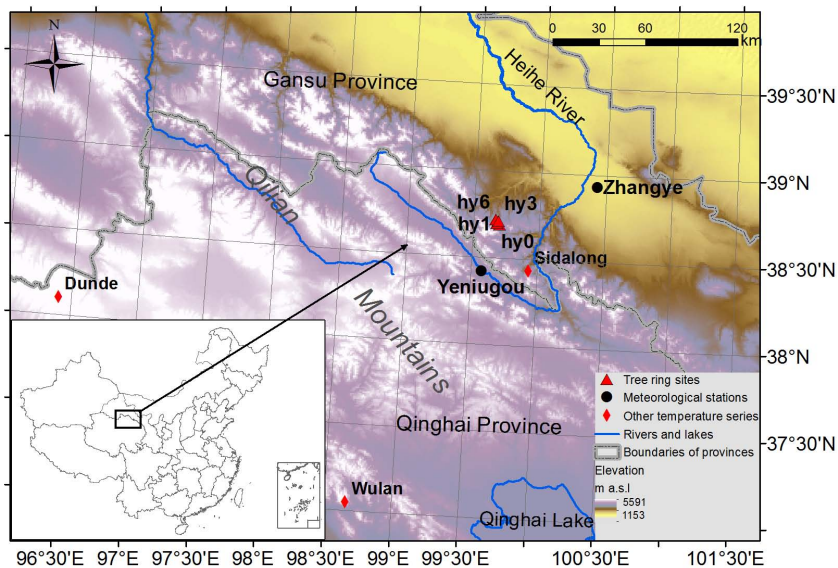 N
0 30 60 120
km
Gansu Province
Heihe River
39°30'N
39°N
38°30'N
38°N
37°30'N
Qilian
Mountains
Zhangye
hy6 hy3
hy1
hy0
Sidalong
Yeniugou
Dunde
Qinghai Province
Wulan
Qinghai Lake
Tree ring sites
Meteorological stations
Other temperature series
Rivers and lakes
Boundaries of provinces
Elevation
m a.s.l
5591
1153
96°30'E 97°E 97°30'E 98°E 98°30'E 99°E 99°30'E 100°30'E 101°30'E